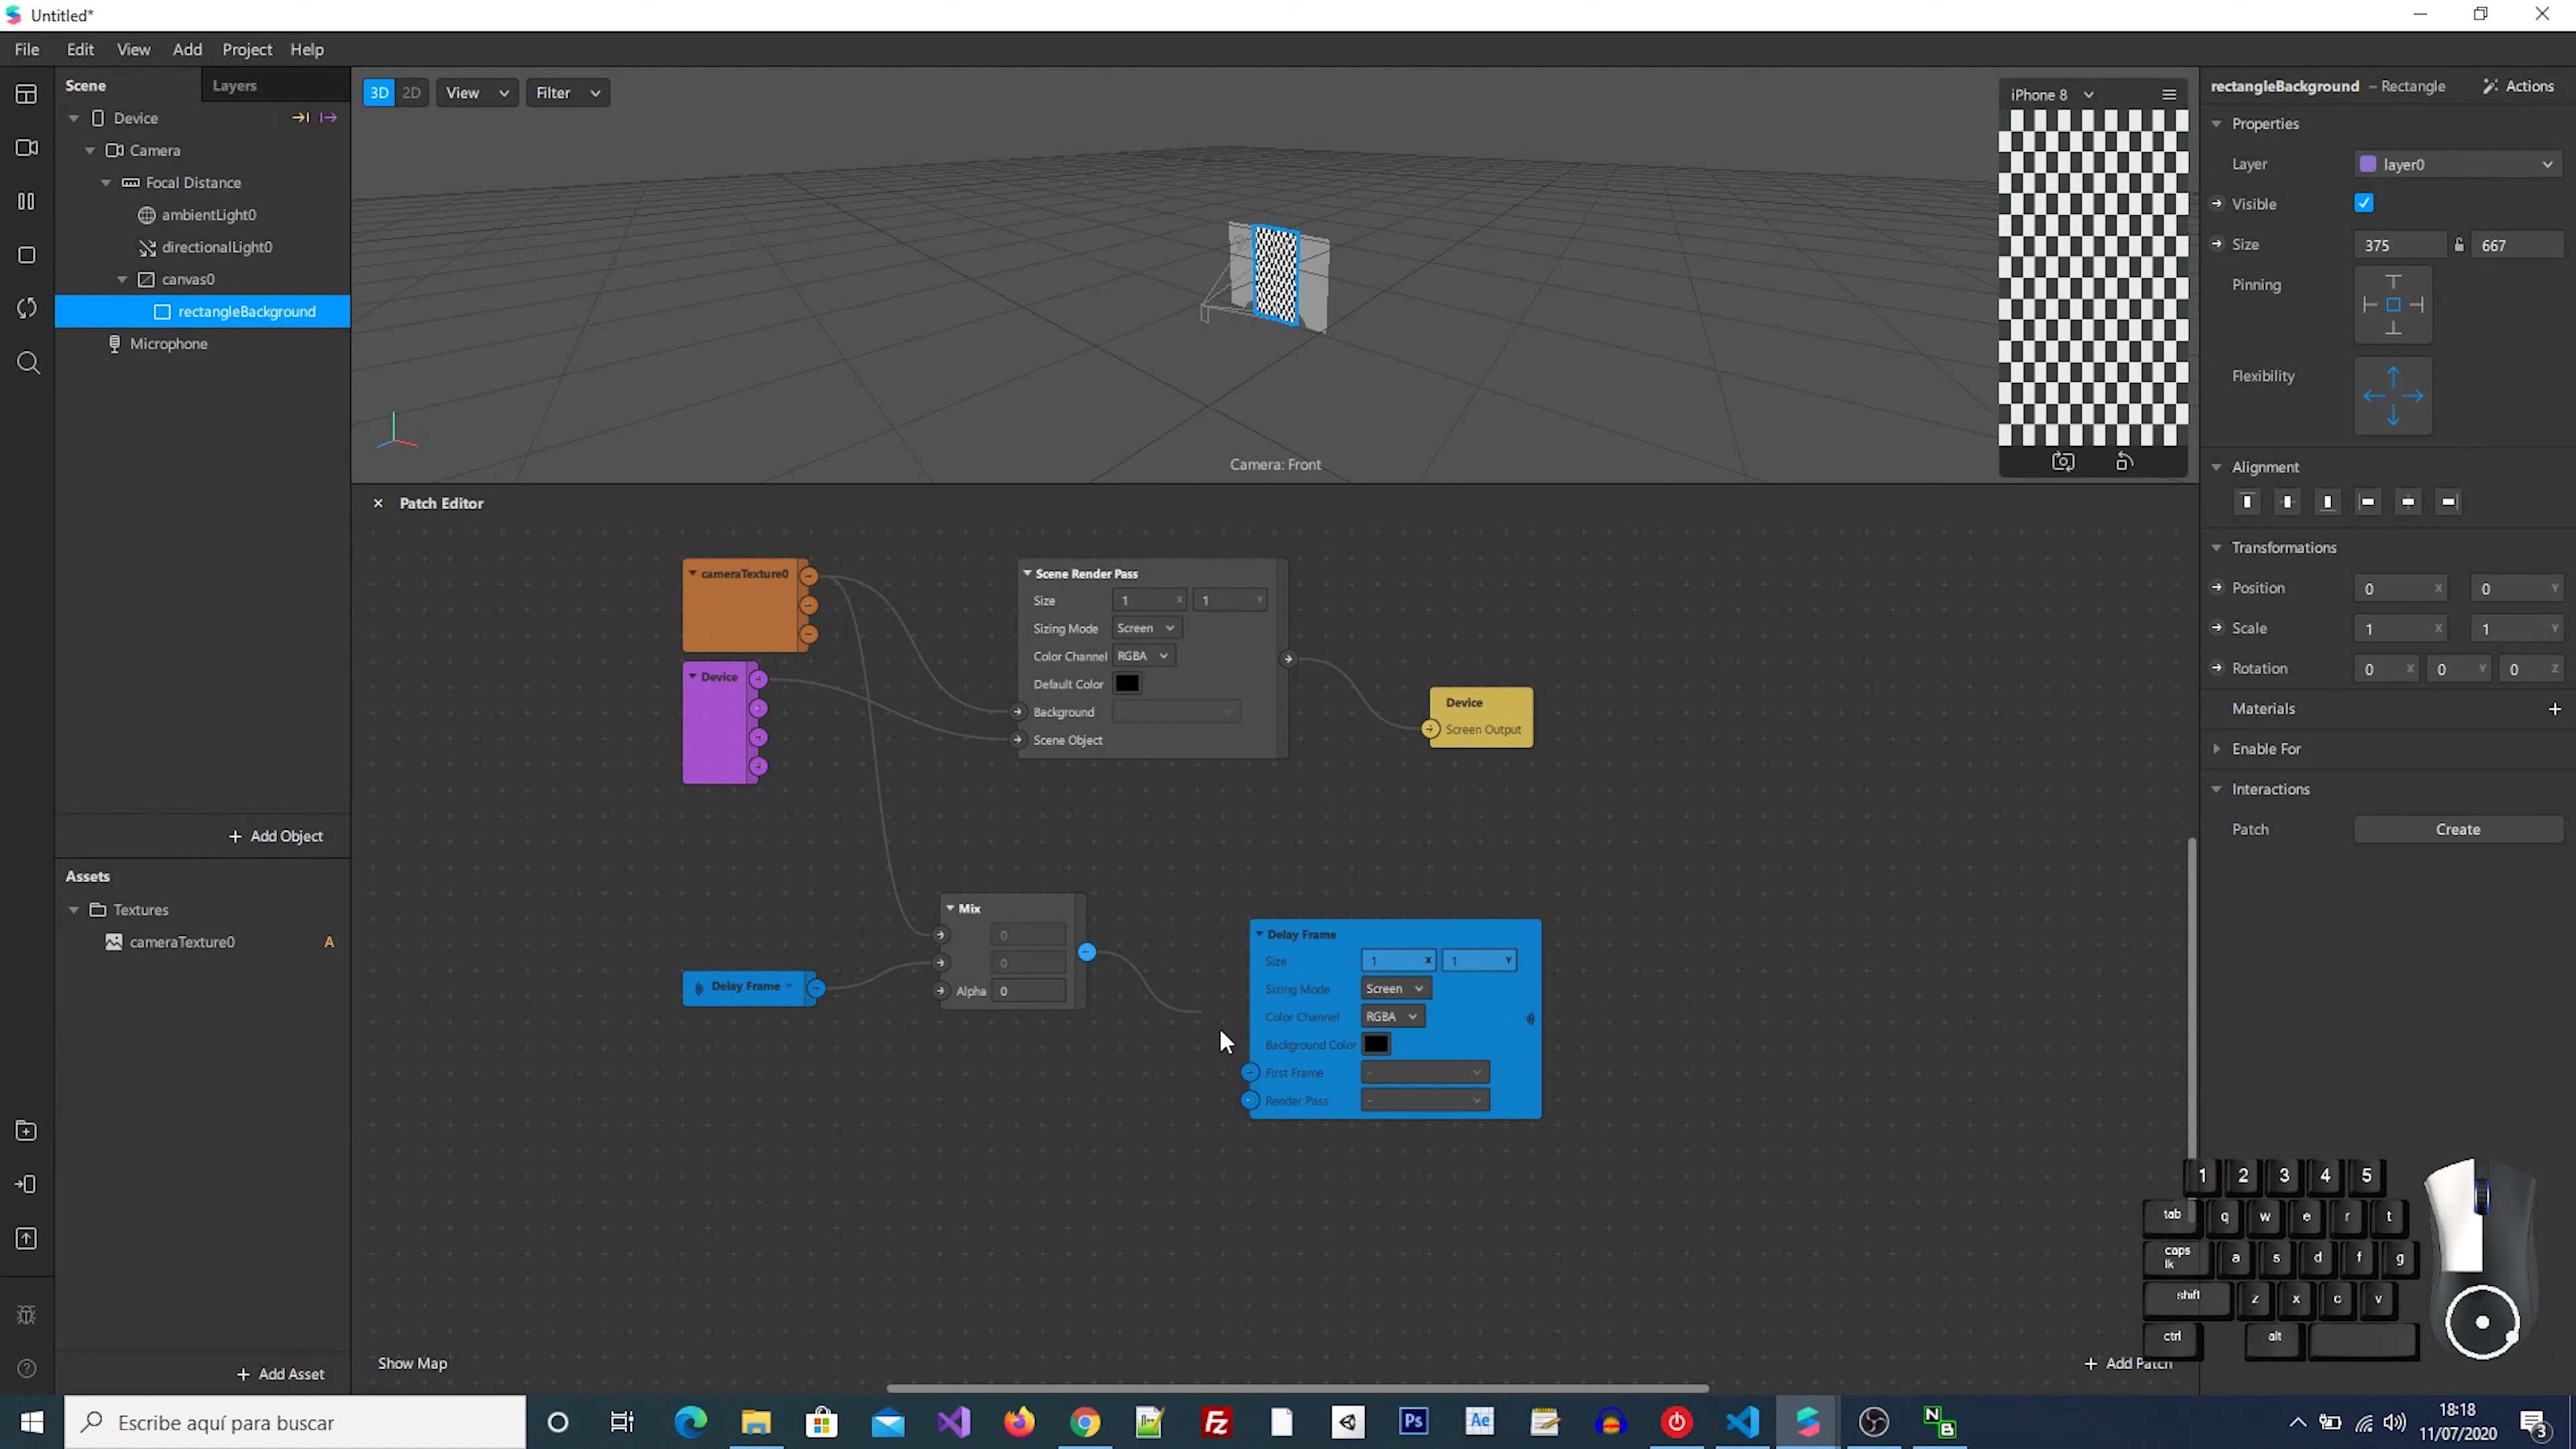 Untitled*
File Edit View Add Project Help
Scene Layers
Device
Camera
Focal Distance
ambientLight0
directionalLight0
canvas0
rectangleBackground
Microphone
+ Add Object
Assets
Textures
cameraTexture0 A
+ Add Asset
3D 2D View Filter
Camera: Front
iPhone 8
× Patch Editor
cameraTexture0
Device
Scene Render Pass
Size 1 X 1 Y
Sizing Mode Screen
Color Channel RGBA
Default Color
Background
Scene Object
Device
Screen Output
Mix
0
0
Alpha 0
Delay Frame
Delay Frame
Size 1 X 1 Y
Sizing Mode Screen
Color Channel RGBA
Background Color
First Frame -
Render Pass -
Show Map
+ Add Patch
rectangleBackground – Rectangle Actions
Properties
Layer layer0
Visible
Size 375 667
Pinning
Flexibility
Alignment
Transformations
Position 0 X 0 Y
Scale 1 X 1 Y
Rotation 0 X 0 Y 0 Z
Materials +
Enable For
Interactions
Patch Create
1 2 3 4 5
tab q w e r t
caps lk a s d f g
shift z x c v
ctrl alt
Escribe aquí para buscar
Fz
Ps
Ae
N
B
18:18
11/07/2020
3